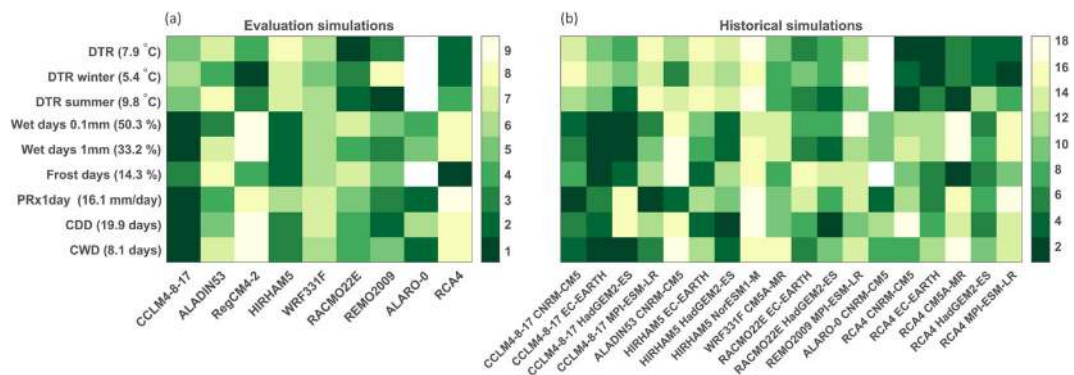 (a)
Evaluation simulations
DTR (7.9 °C)
DTR winter (5.4 °C)
DTR summer (9.8 °C)
Wet days 0.1mm (50.3 %)
Wet days 1mm (33.2 %)
Frost days (14.3 %)
PRx1day (16.1 mm/day)
CDD (19.9 days)
CWD (8.1 days)
9
8
7
6
5
4
3
2
1
CCLM4-8-17
ALADIN53
RegCM4-2
HIRHAM5
WRF331F
RACMO22E
REMO2009
ALARO-0
RCA4
(b)
Historical simulations
18
16
14
12
10
8
6
4
2
CCLM4-8-17 CNRM-CM5
CCLM4-8-17 EC-EARTH
CCLM4-8-17 HadGEM2-ES
CCLM4-8-17 MPI-ESM-LR
ALADIN53 CNRM-CM5
HIRHAM5 EC-EARTH
HIRHAM5 HadGEM2-ES
HIRHAM5 NorESM1-M
WRF331F CM5A-MR
RACMO22E EC-EARTH
RACMO22E HadGEM2-ES
REMO2009 MPI-ESM-LR
ALARO-0 CNRM-CM5
RCA4 CNRM-CM5
RCA4 EC-EARTH
RCA4 CM5A-MR
RCA4 HadGEM2-ES
RCA4 MPI-ESM-LR